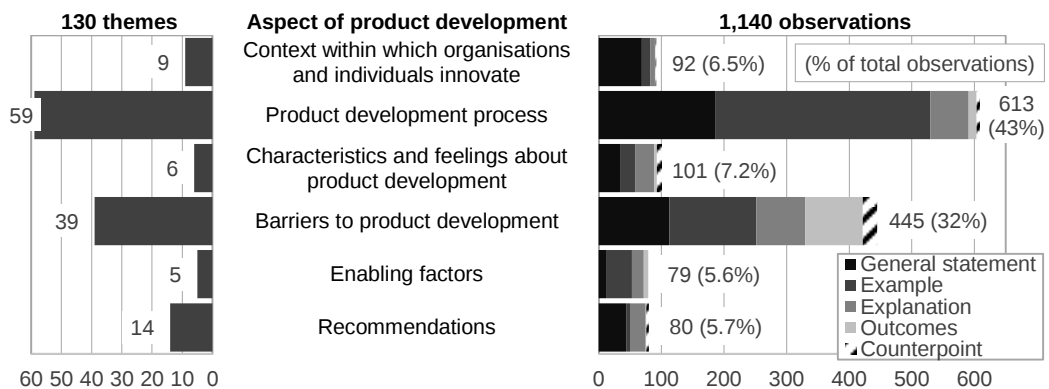 130 themes
Aspect of product development
1,140 observations
9
Context within which organisations
and individuals innovate
92 (6.5%)
(% of total observations)
59
Product development process
613
(43%)
6
Characteristics and feelings about
product development
101 (7.2%)
39
Barriers to product development
445 (32%)
5
Enabling factors
79 (5.6%)
14
Recommendations
80 (5.7%)
General statement
Example
Explanation
Outcomes
Counterpoint
60 50 40 30 20 10 0
0 100 200 300 400 500 600